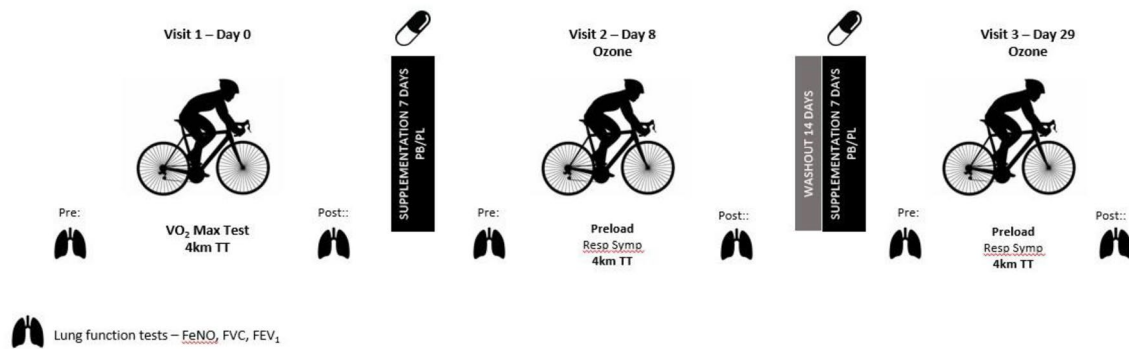 Visit 1 – Day 0
Visit 2 – Day 8
Ozone
Visit 3 – Day 29
Ozone
SUPPLEMENTATION 7 DAYS
PB/PL
WASHOUT 14 DAYS
SUPPLEMENTATION 7 DAYS
PB/PL
Pre:
VO₂ Max Test
4km TT
Post::
Pre:
Preload
Resp Symp
4km TT
Post::
Pre:
Preload
Resp Symp
4km TT
Post::
Lung function tests – FeNO, FVC, FEV₁